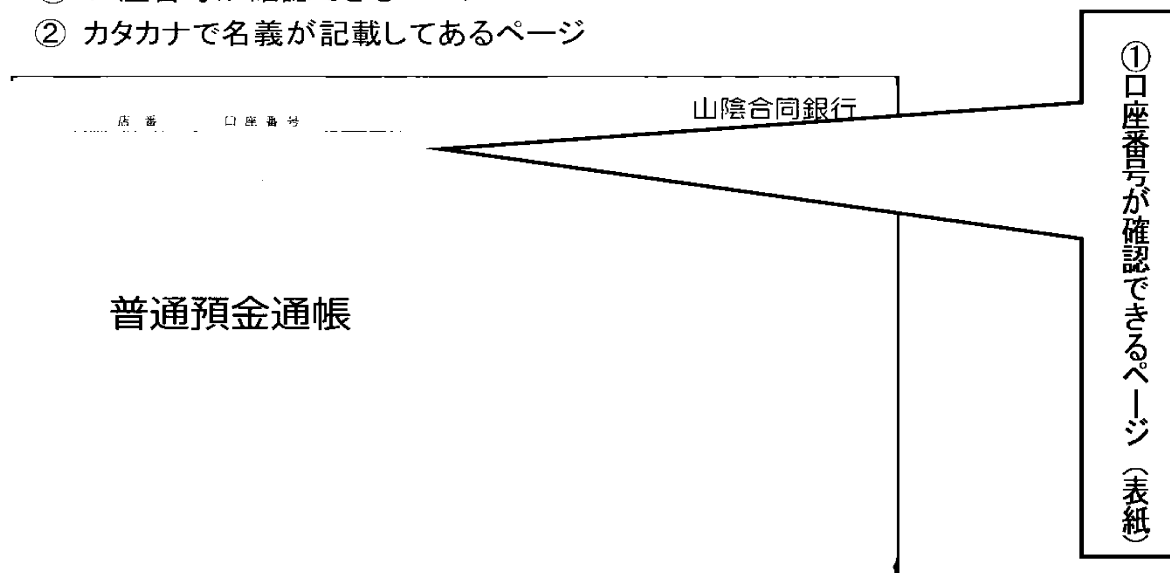 ② カタカナで名義が記載してあるページ
店番 口座番号
山陰合同銀行
普通預金通帳
①口座番号が確認できるページ（表紙）